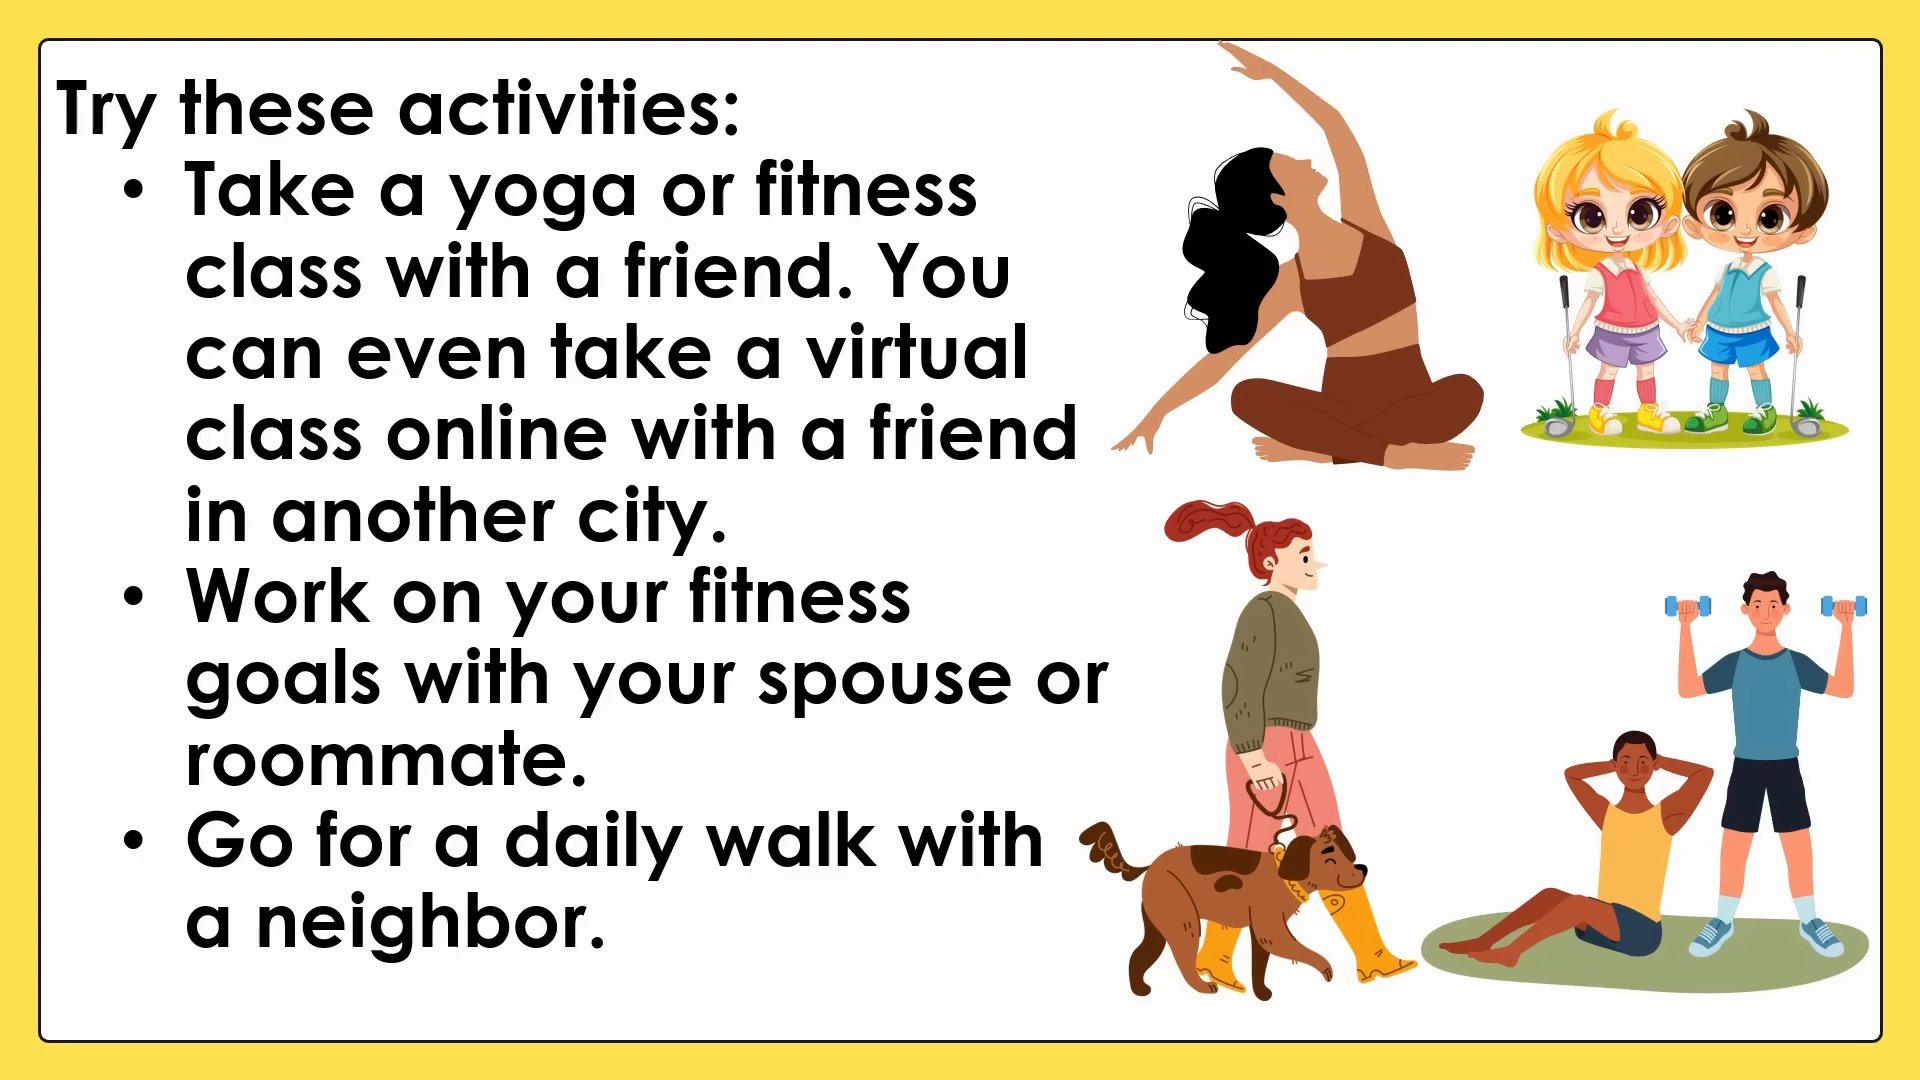 Try these activities:
• Take a yoga or fitness
class with a friend. You
can even take a virtual
class online with a friend
in another city.
• Work on your fitness
goals with your spouse or
roommate.
• Go for a daily walk with
a neighbor.